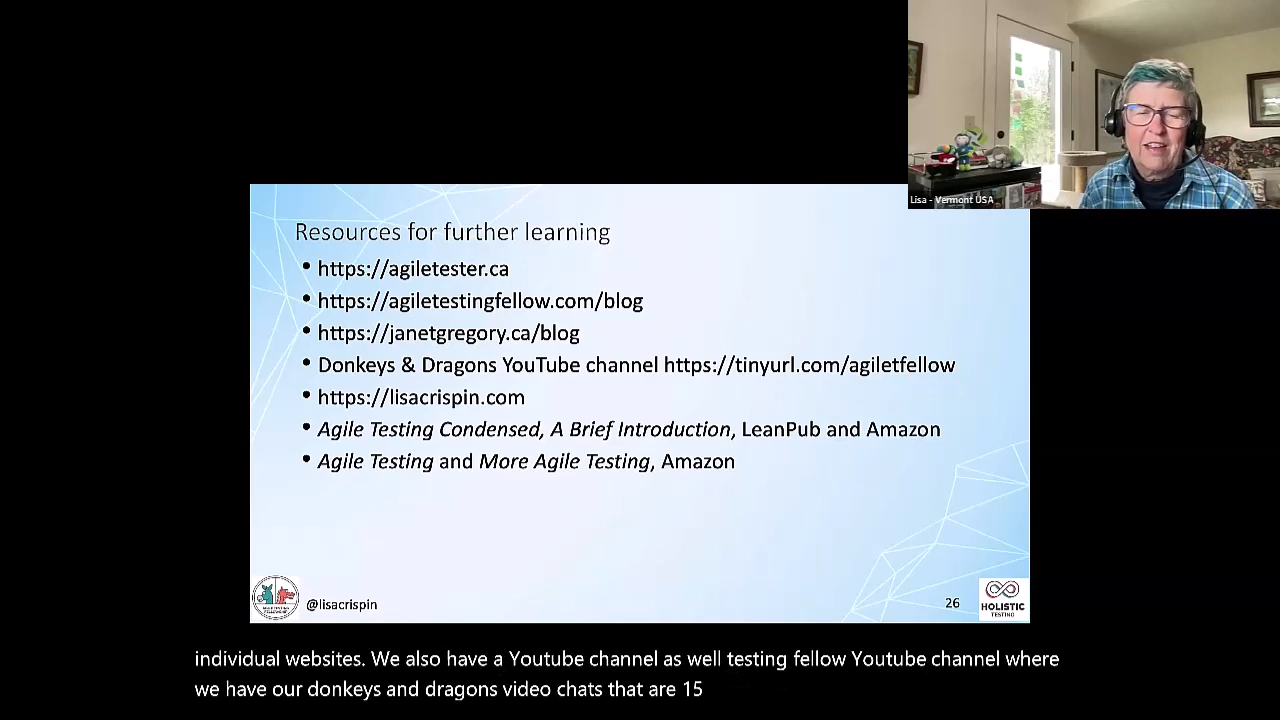 Lisa - Vermont USA
Resources for further learning
• https://agiletester.ca
• https://agiletestingfellow.com/blog
• https://janetgregory.ca/blog
• Donkeys & Dragons YouTube channel https://tinyurl.com/agiletfellow
• https://lisacrispin.com
• Agile Testing Condensed, A Brief Introduction, LeanPub and Amazon
• Agile Testing and More Agile Testing, Amazon
@lisacrispin
26
HOLISTIC
TESTING
individual websites. We also have a Youtube channel as well testing fellow Youtube channel where
we have our donkeys and dragons video chats that are 15